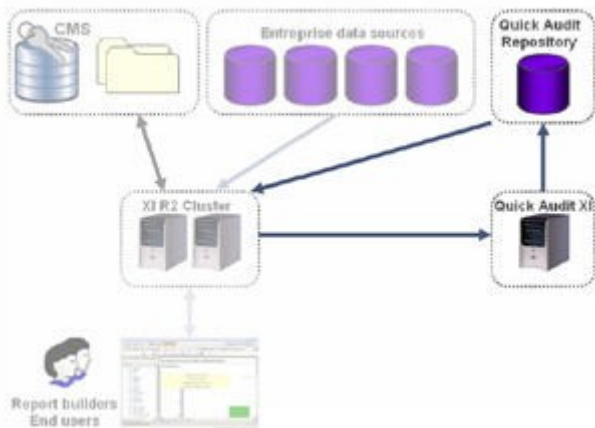 CMS
Entreprise data sources
Quick Audit
Repository
XI R2 Cluster
Quick Audit XI
Report builders
End users